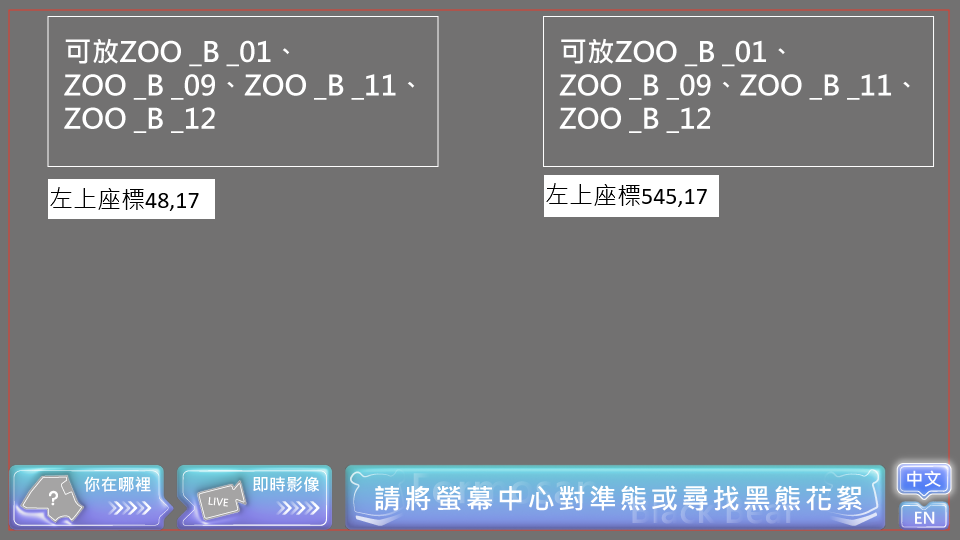 可放ZOO _B _01、
ZOO _B _09、ZOO _B _11、
ZOO _B _12
可放ZOO _B _01、
ZOO _B _09、ZOO _B _11、
ZOO _B _12
左上座標48,17
左上座標545,17
你在哪裡
?
即時影像
LIVE
請將螢幕中心對準熊或尋找黑熊花絮
Black Bear
中文
EN